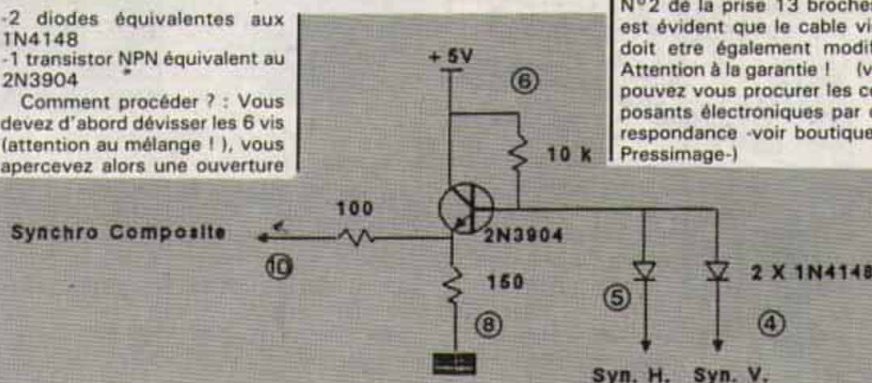 -2 diodes équivalentes aux
1N4148
-1 transistor NPN équivalent au
2N3904
Comment procéder ? : Vous
devez d'abord dévisser les 6 vis
(attention au mélange ! ), vous
apercevez alors une ouverture
N°2 de la prise 13 broches
est évident que le cable
doit etre également
Attention à la garantie !
pouvez vous procurer les
posants électroniques par
respondance -voir boutique
Pressimage-)
+ 5V
⑥
10 k
100
Synchro Composite
⑩
2N3904
150
⑧
⑤
2 X 1N4148
④
Syn. H. Syn. V.